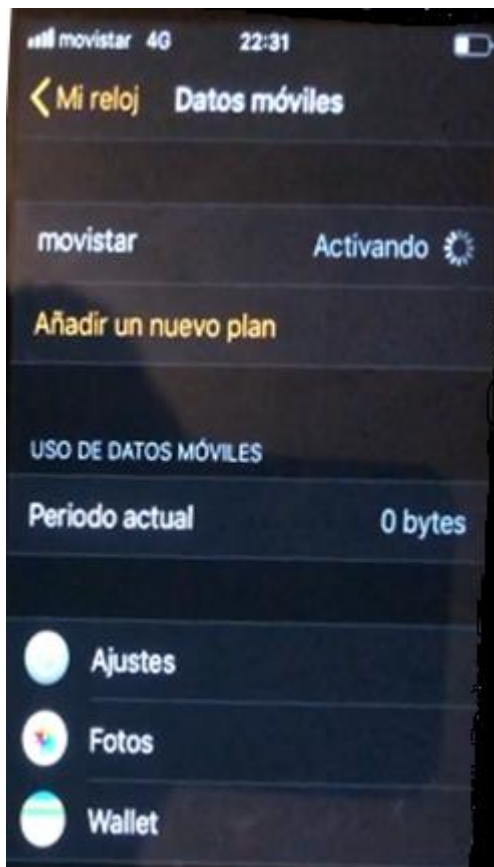 movistar 4G 22:31
Mi reloj Datos móviles
movistar Activando
Añadir un nuevo plan
USO DE DATOS MÓVILES
Periodo actual 0 bytes
Ajustes
Fotos
Wallet